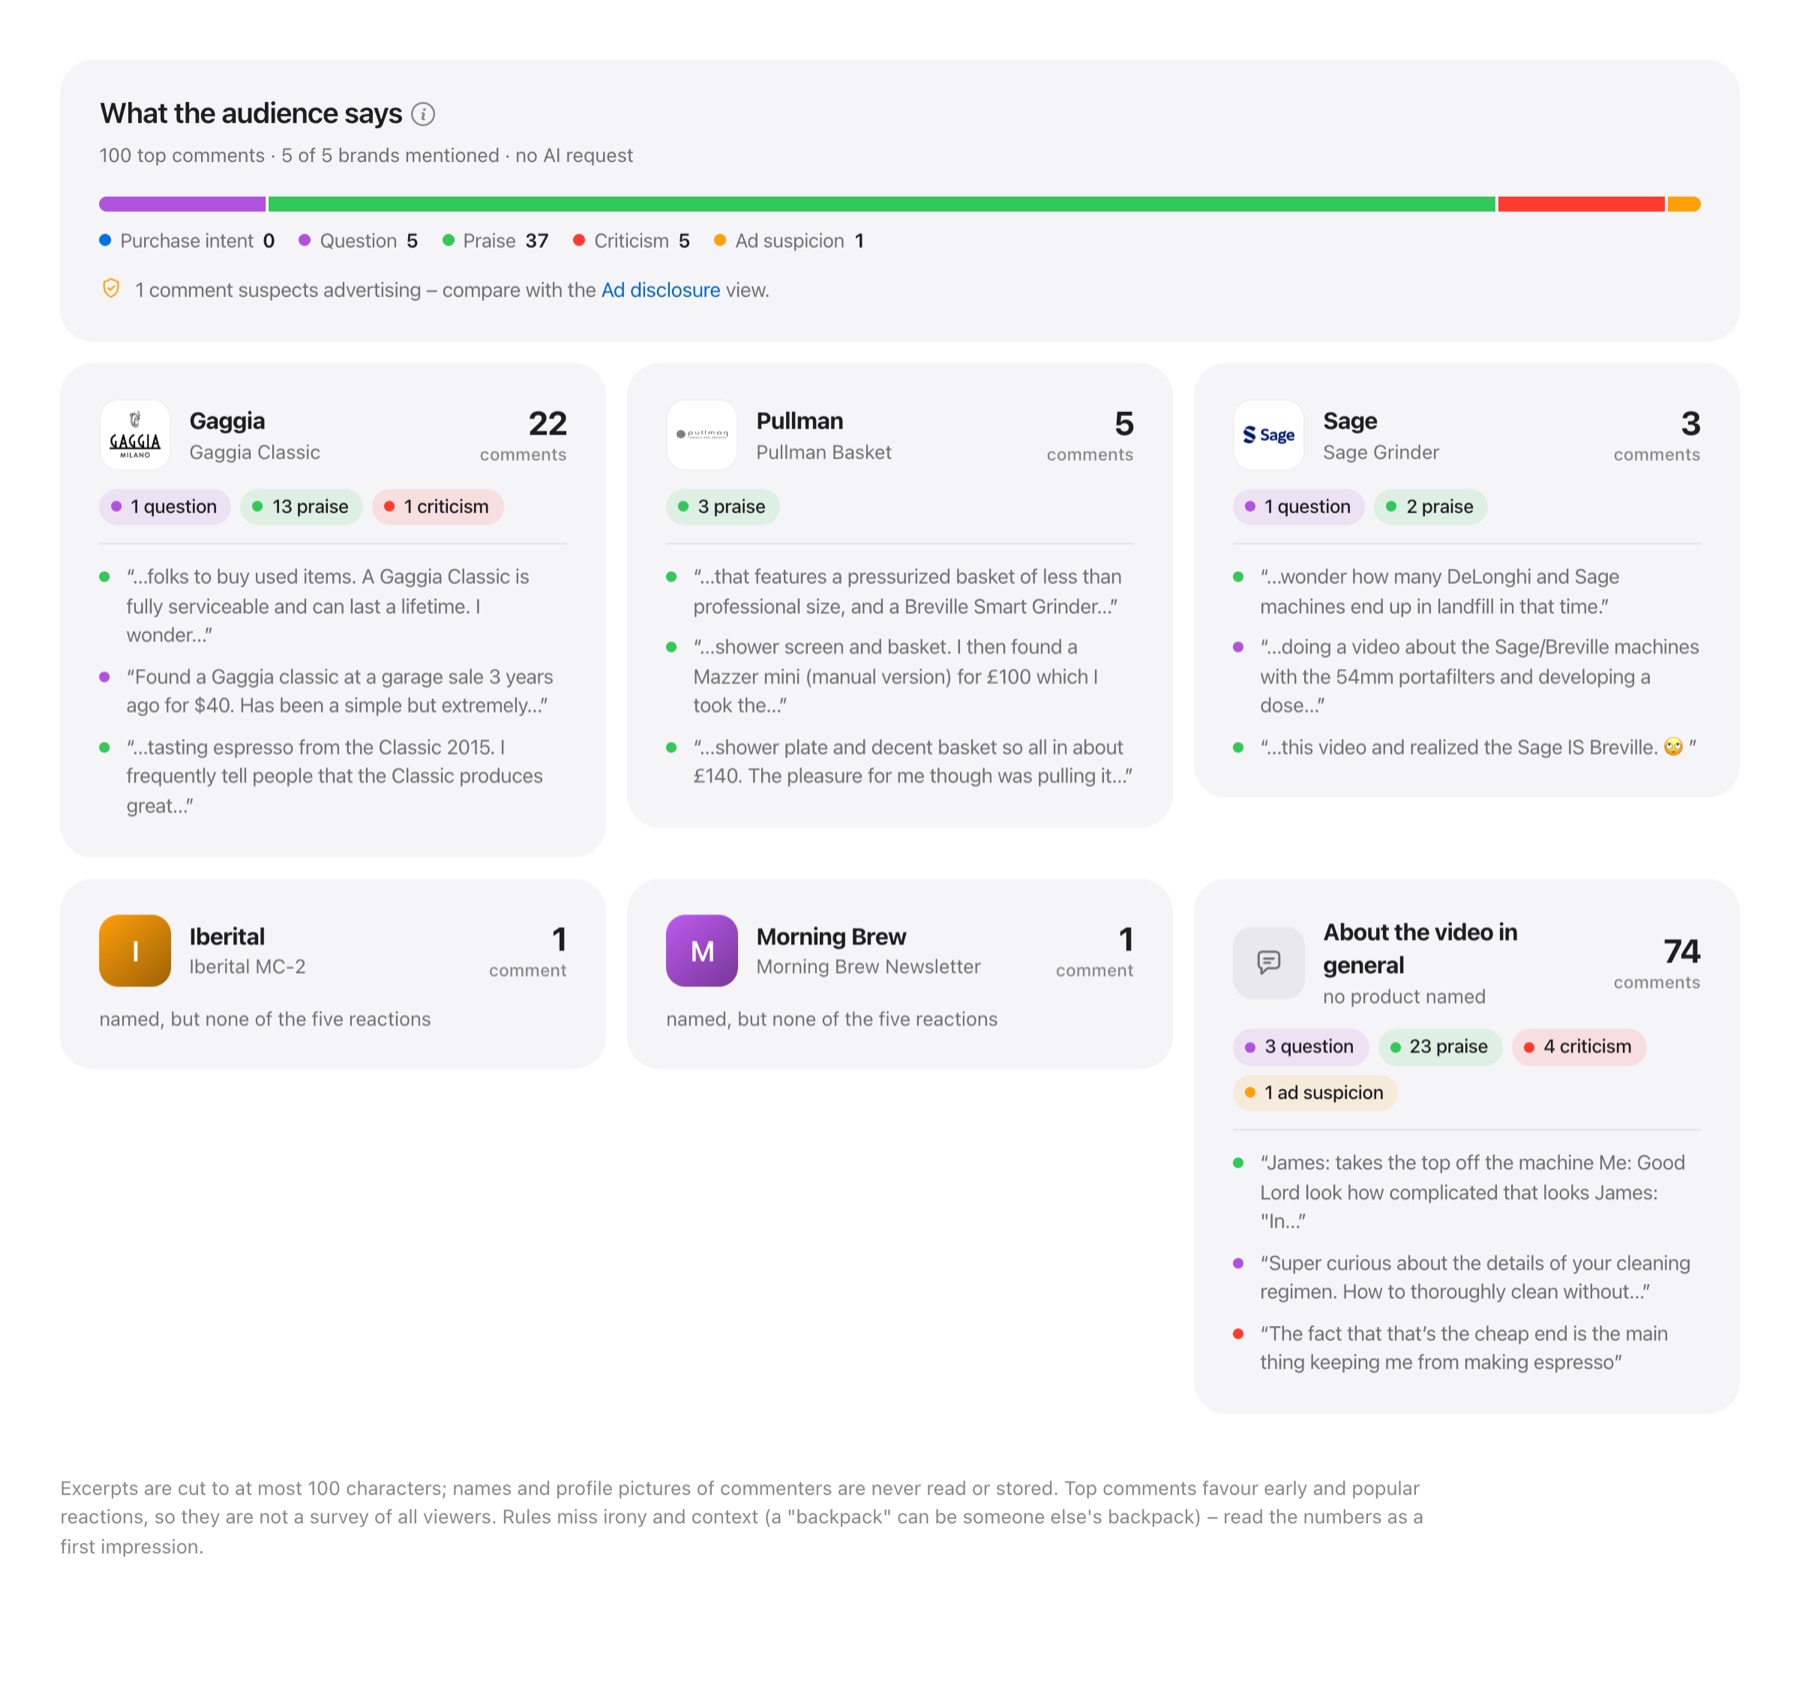 What the audience says
100 top comments · 5 of 5 brands mentioned · no AI request
Purchase intent 0 Question 5 Praise 37 Criticism 5 Ad suspicion 1
1 comment suspects advertising – compare with the Ad disclosure view.
GAGGIA
MILANO
Gaggia
Gaggia Classic
22
comments
1 question 13 praise 1 criticism
“…folks to buy used items. A Gaggia Classic is
fully serviceable and can last a lifetime. I
wonder…”
“Found a Gaggia classic at a garage sale 3 years
ago for $40. Has been a simple but extremely…”
“…tasting espresso from the Classic 2015. I
frequently tell people that the Classic produces
great…”
pullman
Pullman
Pullman Basket
5
comments
3 praise
“…that features a pressurized basket of less than
professional size, and a Breville Smart Grinder…”
“…shower screen and basket. I then found a
Mazzer mini (manual version) for £100 which I
took the…”
“…shower plate and decent basket so all in about
£140. The pleasure for me though was pulling it…”
Sage
Sage
Sage Grinder
3
comments
1 question 2 praise
“…wonder how many DeLonghi and Sage
machines end up in landfill in that time.”
“…doing a video about the Sage/Breville machines
with the 54mm portafilters and developing a
dose…”
“…this video and realized the Sage IS Breville. 🙄 ”
I
Iberital
Iberital MC-2
1
comment
named, but none of the five reactions
M
Morning Brew
Morning Brew Newsletter
1
comment
named, but none of the five reactions
About the video in
general
no product named
74
comments
3 question 23 praise 4 criticism
1 ad suspicion
“James: takes the top off the machine Me: Good
Lord look how complicated that looks James:
"In…”
“Super curious about the details of your cleaning
regimen. How to thoroughly clean without…”
“The fact that that’s the cheap end is the main
thing keeping me from making espresso”
Excerpts are cut to at most 100 characters; names and profile pictures of commenters are never read or stored. Top comments favour early and popular
reactions, so they are not a survey of all viewers. Rules miss irony and context (a "backpack" can be someone else's backpack) – read the numbers as a
first impression.